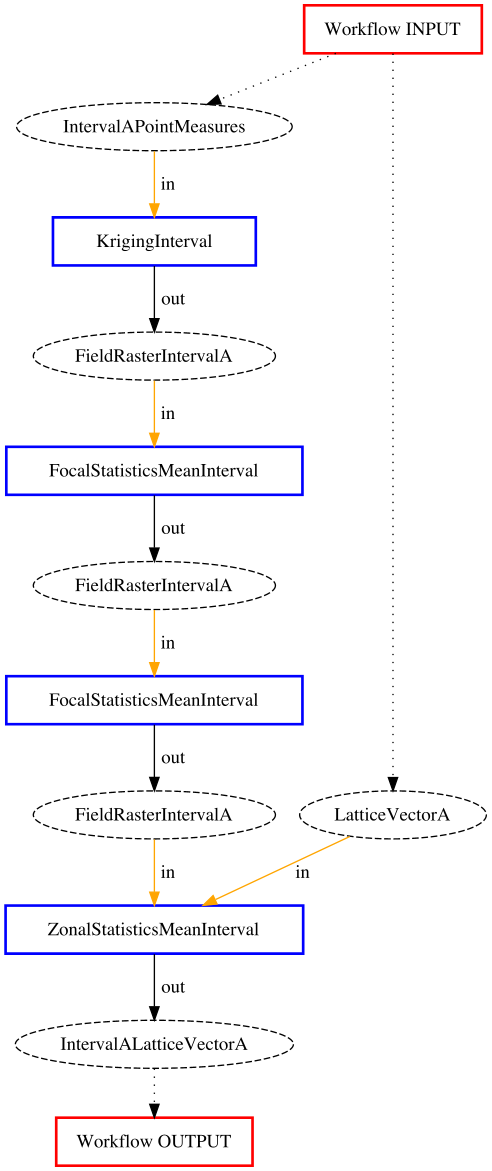 Workflow INPUT
IntervalAPointMeasures
in
KrigingInterval
out
FieldRasterIntervalA
in
FocalStatisticsMeanInterval
out
FieldRasterIntervalA
in
FocalStatisticsMeanInterval
out
FieldRasterIntervalA
LatticeVectorA
in
in
ZonalStatisticsMeanInterval
out
IntervalALatticeVectorA
Workflow OUTPUT